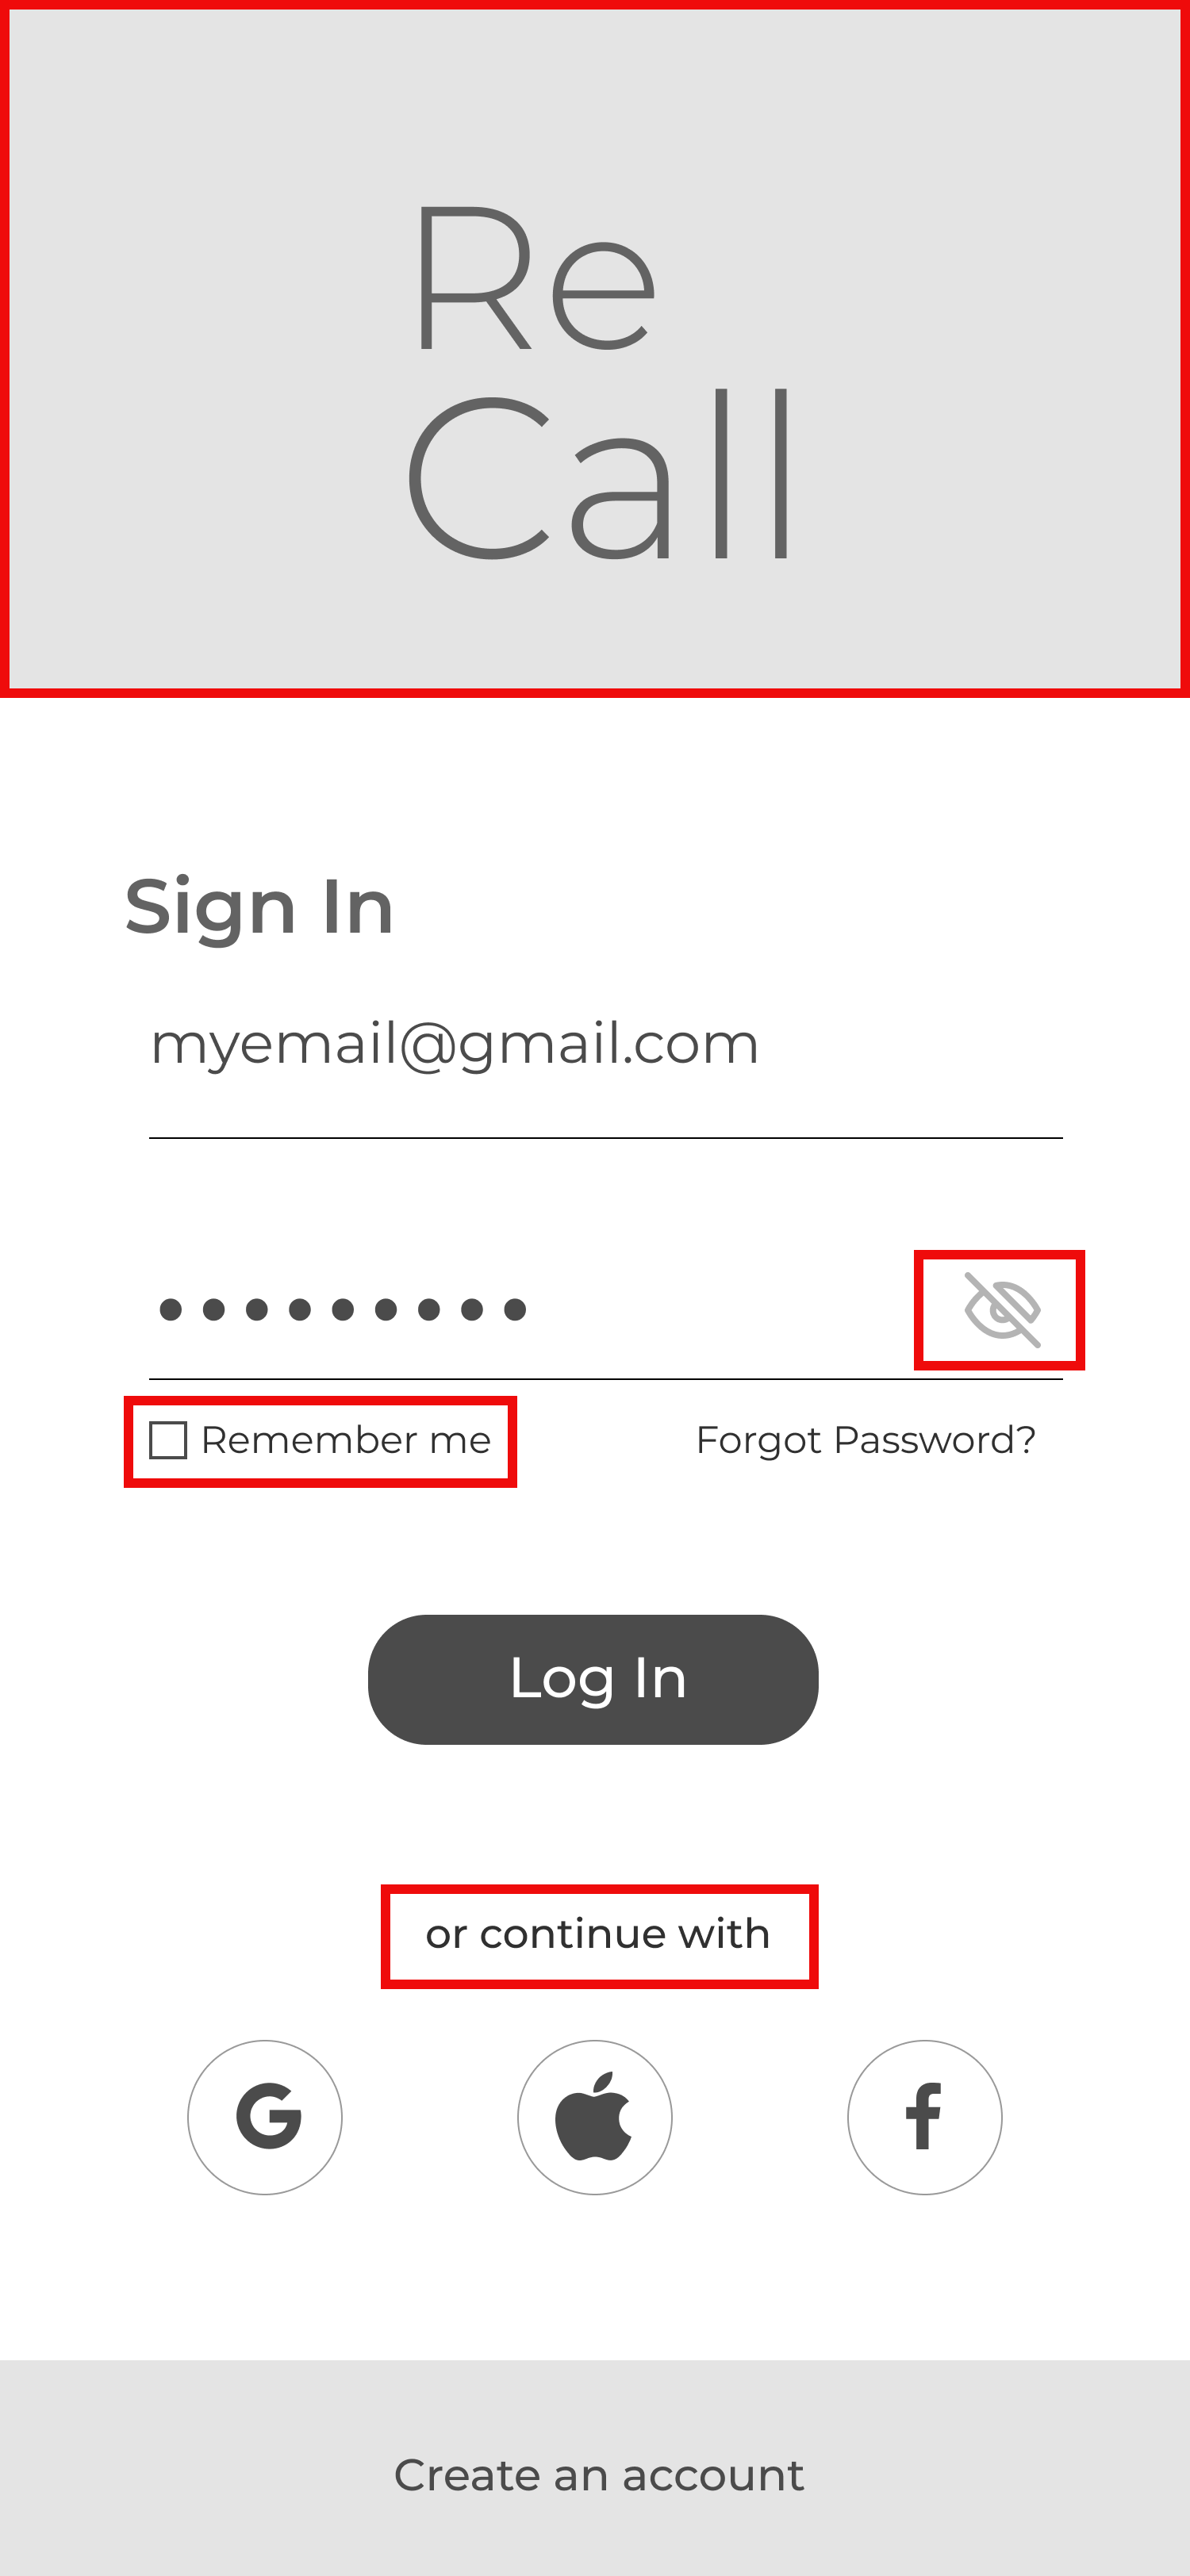 Re
Call
Sign In
myemail@gmail.com
•••••••••
Remember me
Forgot Password?
Log In
or continue with
G
f
Create an account